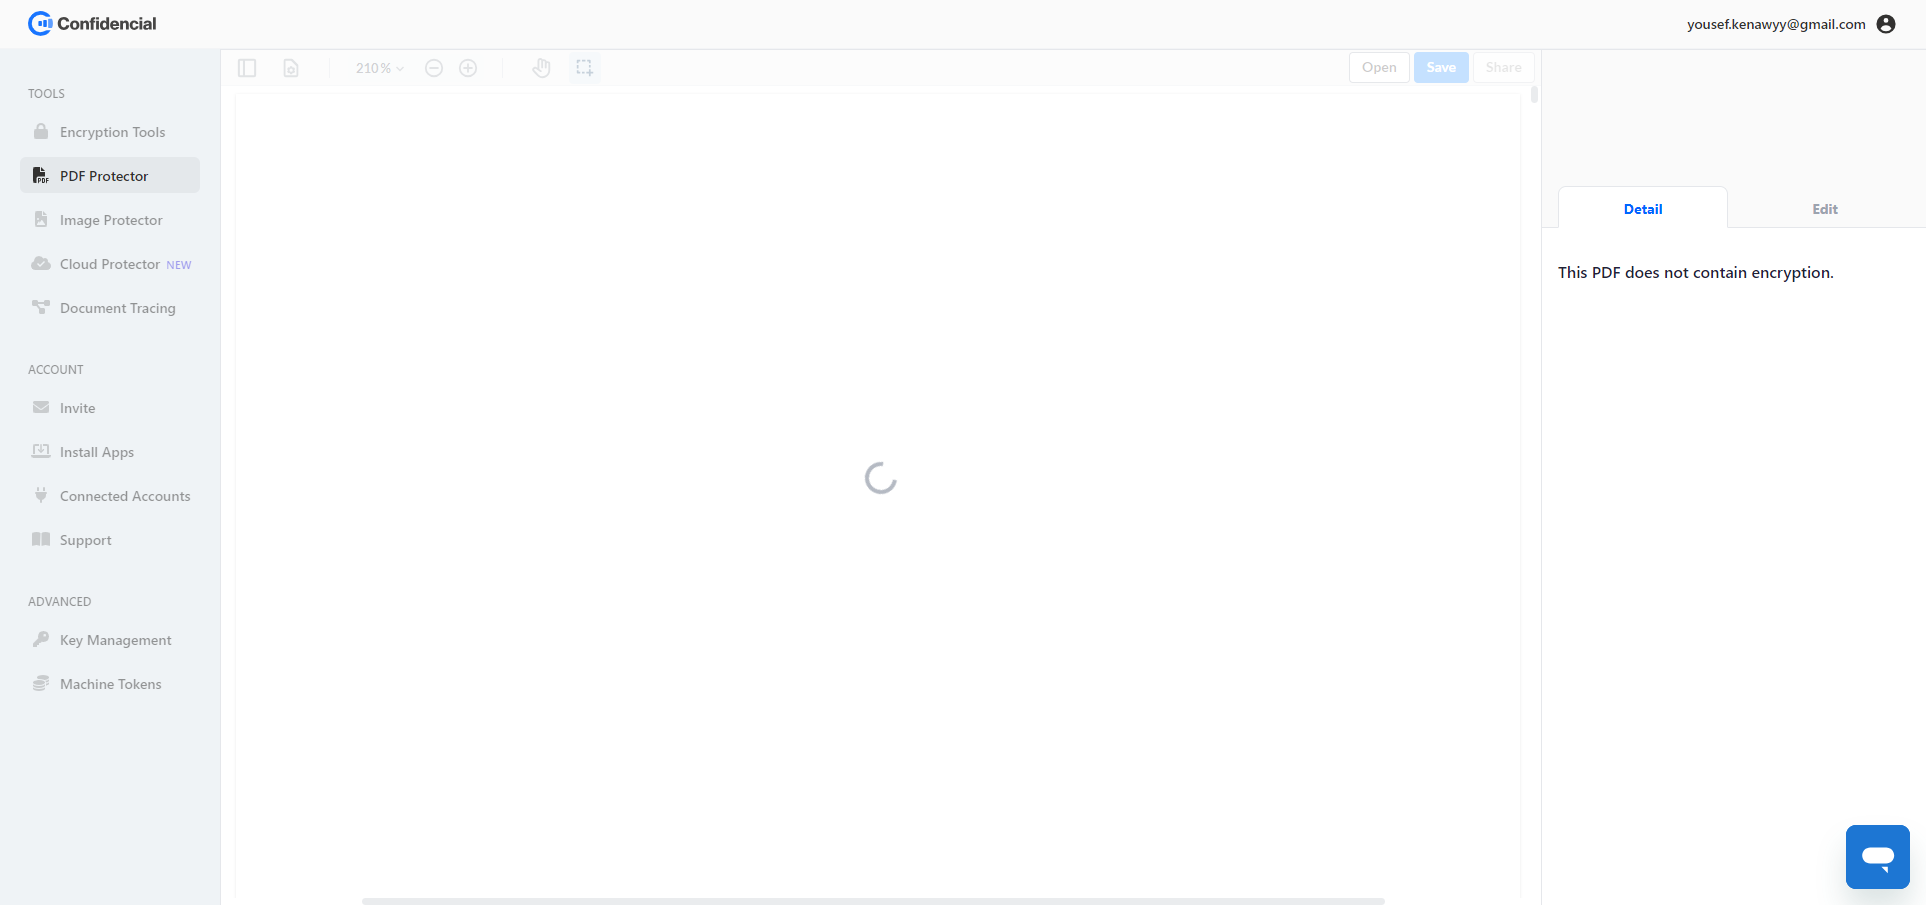 Confidencial
yousef.kenawyy@gmail.com
TOOLS
Encryption Tools
PDF Protector
Image Protector
Cloud Protector NEW
Document Tracing
ACCOUNT
Invite
Install Apps
Connected Accounts
Support
ADVANCED
Key Management
Machine Tokens
210%
Open
Save
Share
Detail
Edit
This PDF does not contain encryption.